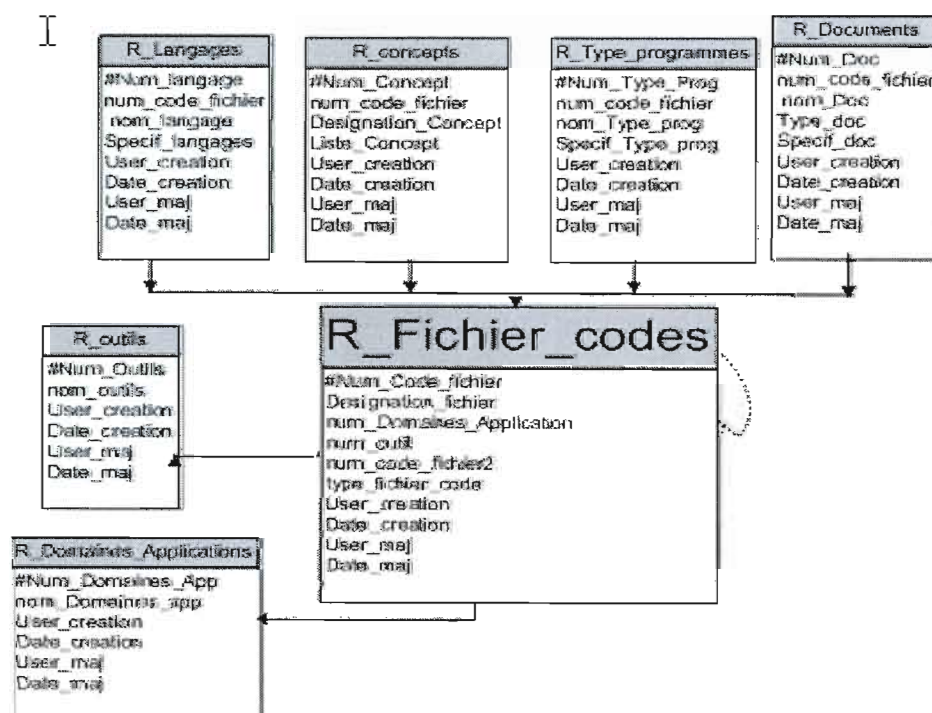 R_Langages
#Num_langage
num_code_fichier
nom_langage
Specif_langages
User_creation
Date_creation
User_maj
Date_maj
R_concepts
#Num_Concept
num_code_fichier
Designation_Concept
Liste_Concept
User_creation
Date_creation
User_maj
Date_maj
R_Type_programmes
#Num_Type_Prog
num_code_fichier
nom_Type_prog
Specif_Type_prog
User_creation
Date_creation
User_maj
Date_maj
R_Documents
#Num_Doc
num_code_fichier
nom_Doc
Type_doc
Specif_doc
User_creation
Date_creation
User_maj
Date_maj
R_outils
#Num_Outils
nom_outils
User_creation
Date_creation
User_maj
Date_maj
R_Fichier_codes
#Num_Code_fichier
Designation_fichier
num_Domaines_Application
num_outil
num_code_fichier2
type_fichier_code
User_creation
Date_creation
User_maj
Date_maj
R_Domaines_Applications
#Num_Domaines_App
nom_Domaines_app
User_creation
Date_creation
User_maj
Date_maj